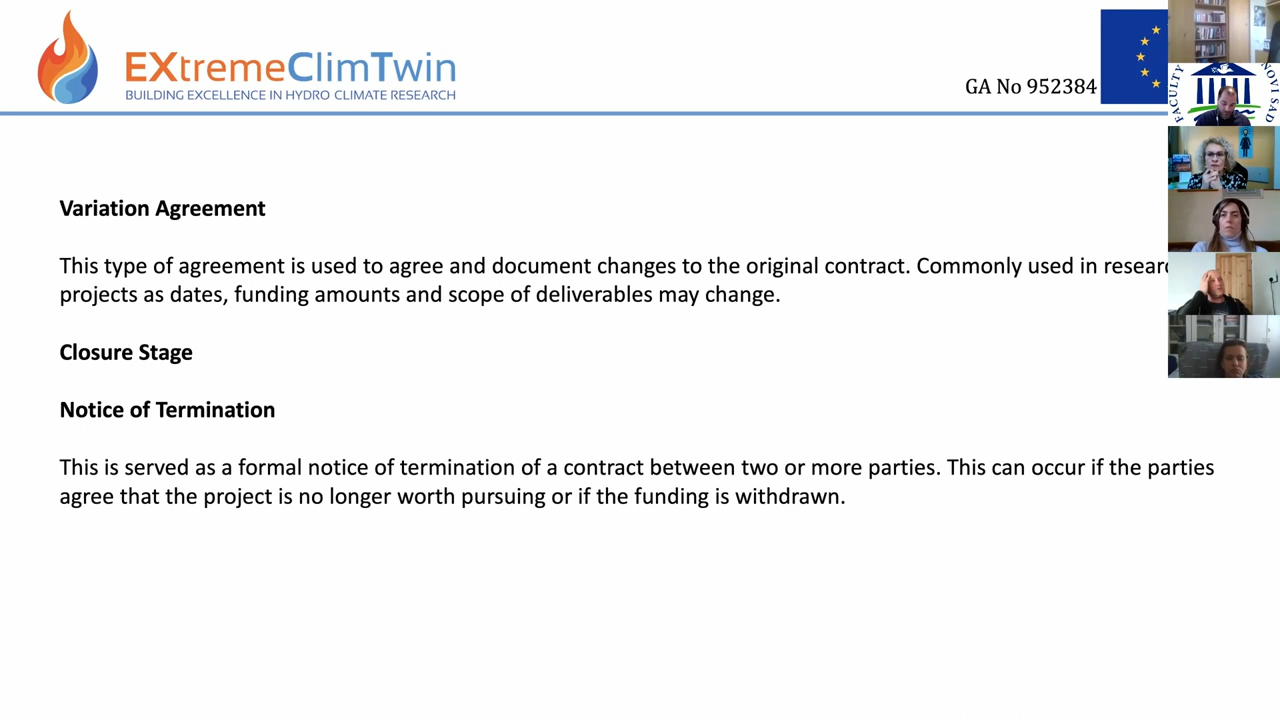 EXtremeClimTwin
BUILDING EXCELLENCE IN HYDRO CLIMATE RESEARCH
GA No 952384
FACULTY
NOVI SAD
Variation Agreement
This type of agreement is used to agree and document changes to the original contract. Commonly used in researc
projects as dates, funding amounts and scope of deliverables may change.
Closure Stage
Notice of Termination
This is served as a formal notice of termination of a contract between two or more parties. This can occur if the parties
agree that the project is no longer worth pursuing or if the funding is withdrawn.